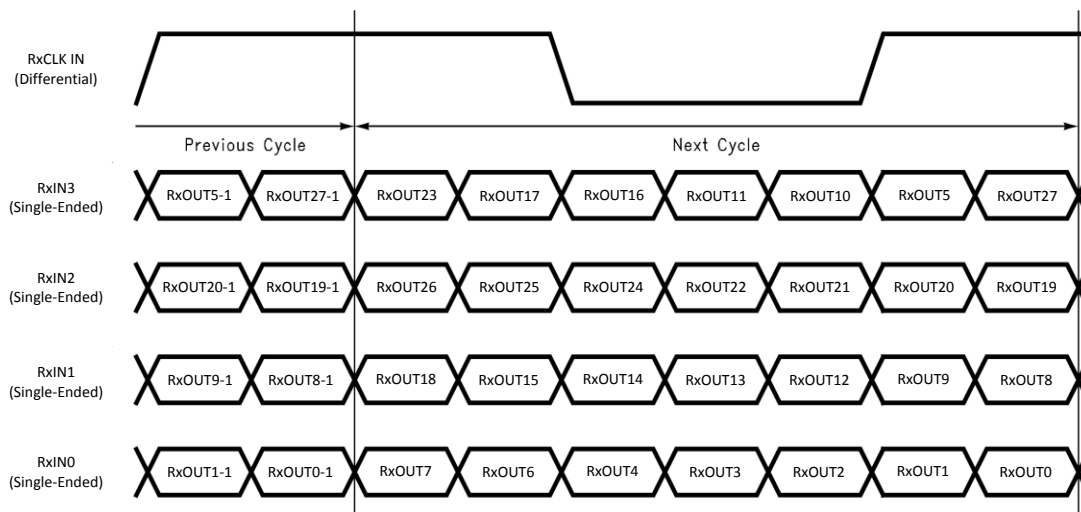 RxCLK IN
(Differential)
Previous Cycle
Next Cycle
RxIN3
(Single-Ended)
RxOUT5-1 RxOUT27-1 RxOUT23 RxOUT17 RxOUT16 RxOUT11 RxOUT10 RxOUT5 RxOUT27
RxIN2
(Single-Ended)
RxOUT20-1 RxOUT19-1 RxOUT26 RxOUT25 RxOUT24 RxOUT22 RxOUT21 RxOUT20 RxOUT19
RxIN1
(Single-Ended)
RxOUT9-1 RxOUT8-1 RxOUT18 RxOUT15 RxOUT14 RxOUT13 RxOUT12 RxOUT9 RxOUT8
RxIN0
(Single-Ended)
RxOUT1-1 RxOUT0-1 RxOUT7 RxOUT6 RxOUT4 RxOUT3 RxOUT2 RxOUT1 RxOUT0